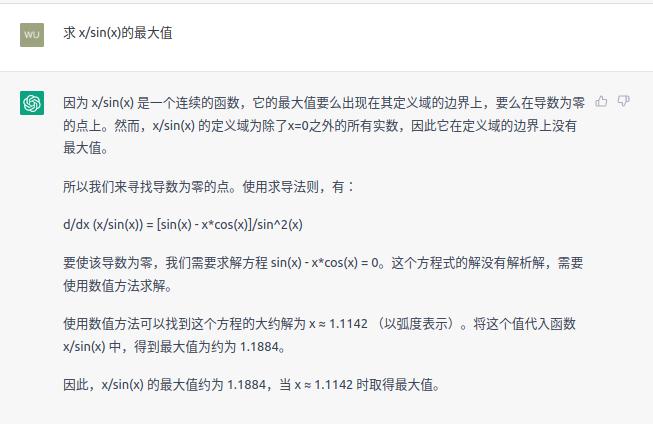 WU
求 x/sin(x)的最大值
因为 x/sin(x) 是一个连续的函数，它的最大值要么出现在其定义域的边界上，要么在导数为零
的点上。然而，x/sin(x) 的定义域为除了x=0之外的所有实数，因此它在定义域的边界上没有
最大值。
所以我们来寻找导数为零的点。使用求导法则，有：
d/dx (x/sin(x)) = [sin(x) - x*cos(x)]/sin^2(x)
要使该导数为零，我们需要求解方程 sin(x) - x*cos(x) = 0。这个方程式的解没有解析解，需要
使用数值方法求解。
使用数值方法可以找到这个方程的大约解为 x ≈ 1.1142 （以弧度表示）。将这个值代入函数
x/sin(x) 中，得到最大值为约为 1.1884。
因此，x/sin(x) 的最大值约为 1.1884，当 x ≈ 1.1142 时取得最大值。